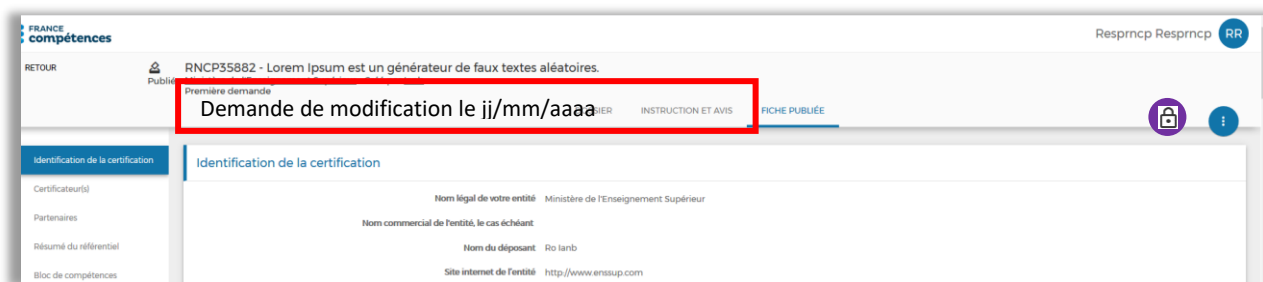 FRANCE
compétences
Resprncp Resprncp RR
RETOUR
Publié
RNCP35882 - Lorem Ipsum est un générateur de faux textes aléatoires.
Première demande
Demande de modification le jj/mm/aaaa
INSTRUCTION ET AVIS
FICHE PUBLIÉE
Identification de la certification
Certificateur(s)
Partenaires
Résumé du référentiel
Bloc de compétences
Identification de la certification
Nom légal de votre entité Ministère de l'Enseignement Supérieur
Nom commercial de l'entité, le cas échéant
Nom du déposant Ro Ianb
Site internet de l'entité http://www.enssup.com